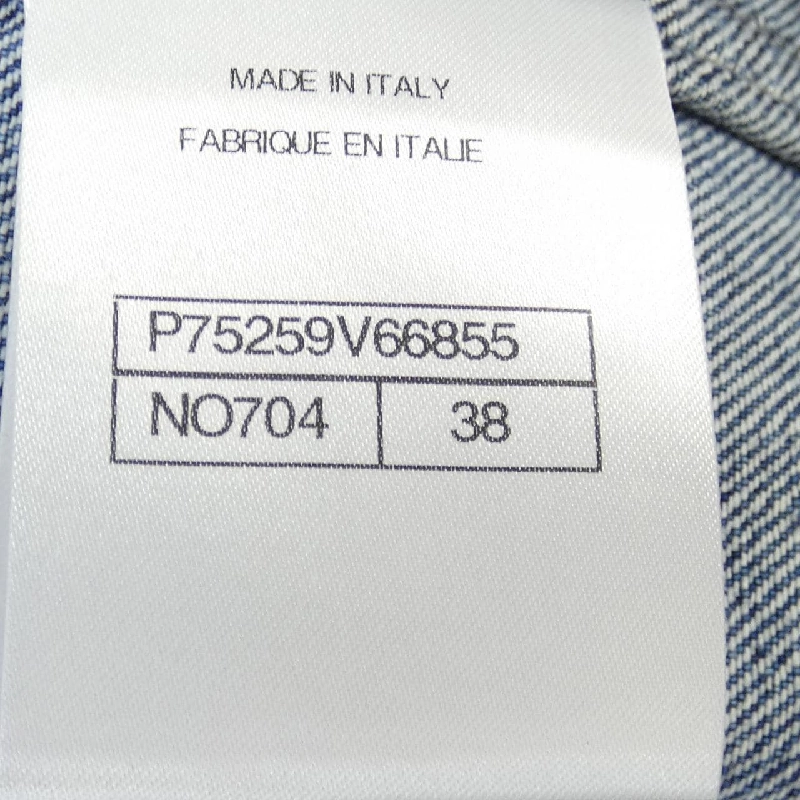 MADE IN ITALY
FABRIQUE EN ITALIE
P75259V66855
NO704 38